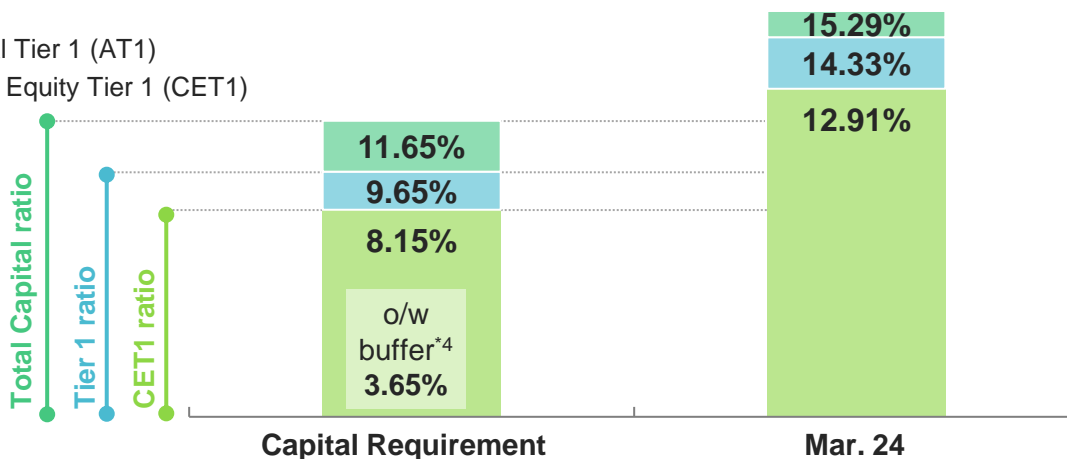 l Tier 1 (AT1)
Equity Tier 1 (CET1)
Total Capital ratio
Tier 1 ratio
CET1 ratio
11.65%
9.65%
8.15%
o/w
buffer*4
3.65%
15.29%
14.33%
12.91%
Capital Requirement
Mar. 24